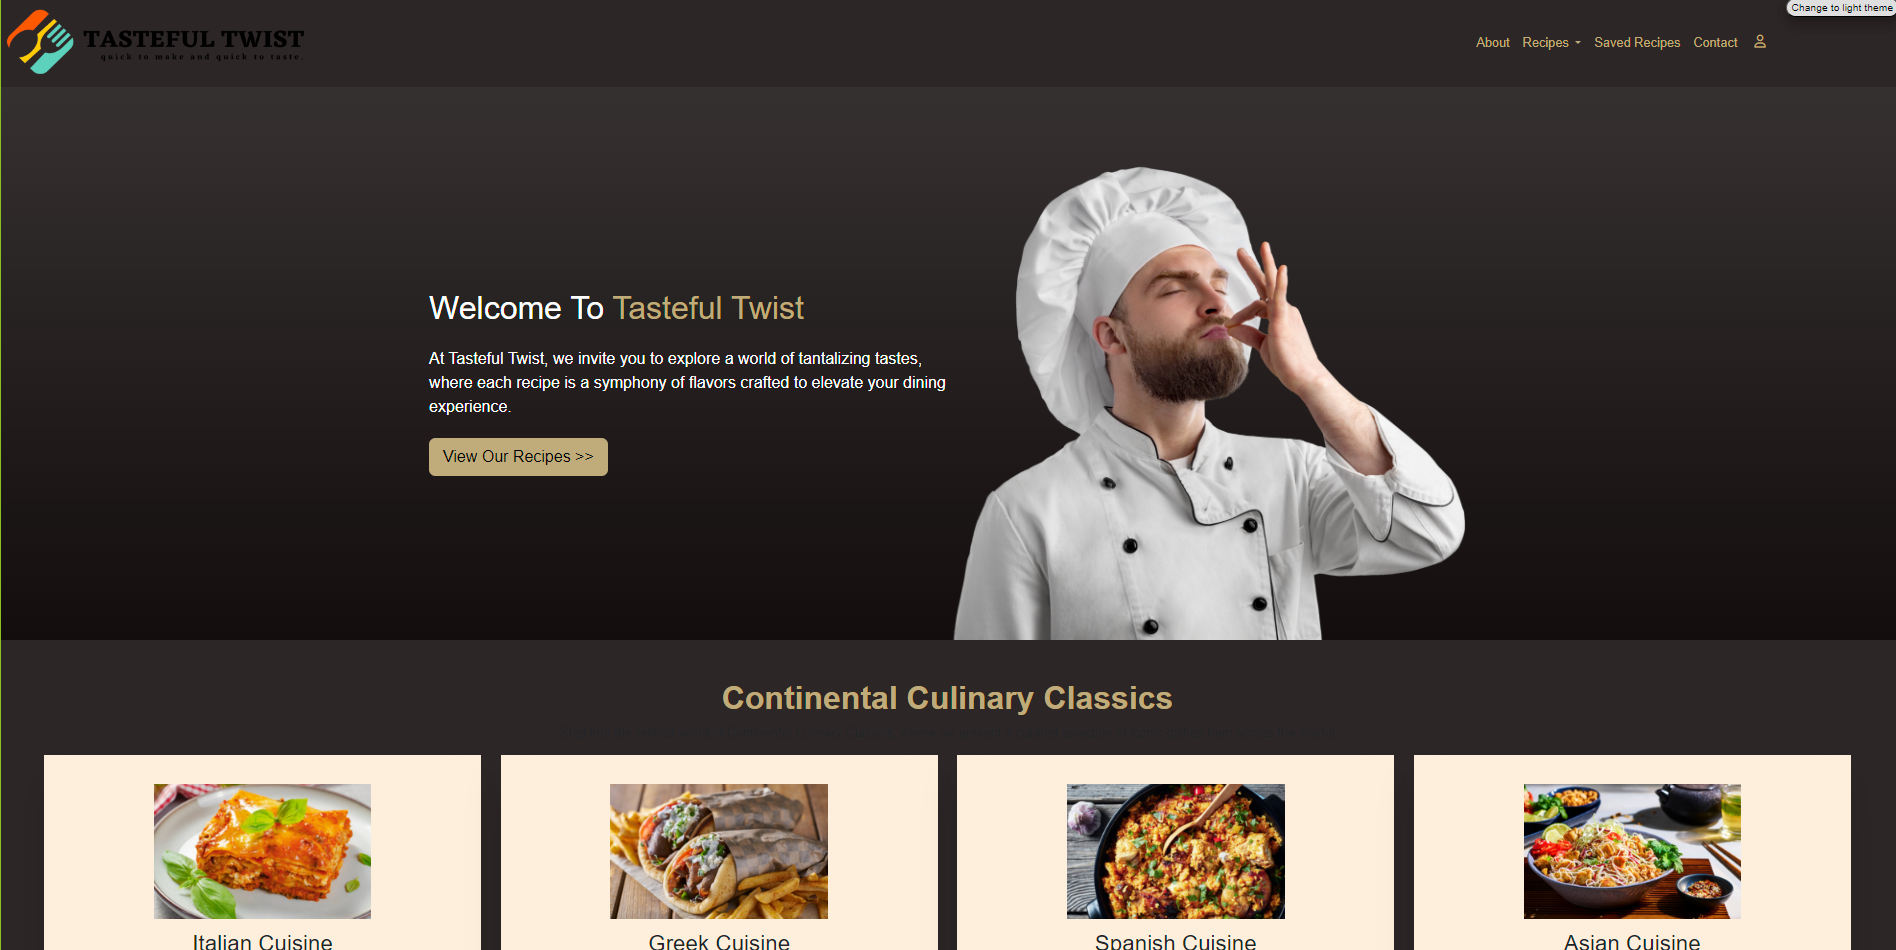 Change to light theme
TASTEFUL TWIST
quick to make and quick to taste.
About Recipes Saved Recipes Contact
Welcome To Tasteful Twist
At Tasteful Twist, we invite you to explore a world of tantalizing tastes,
where each recipe is a symphony of flavors crafted to elevate your dining
experience.
View Our Recipes >>
Continental Culinary Classics
Italian Cuisine
Greek Cuisine
Spanish Cuisine
Asian Cuisine